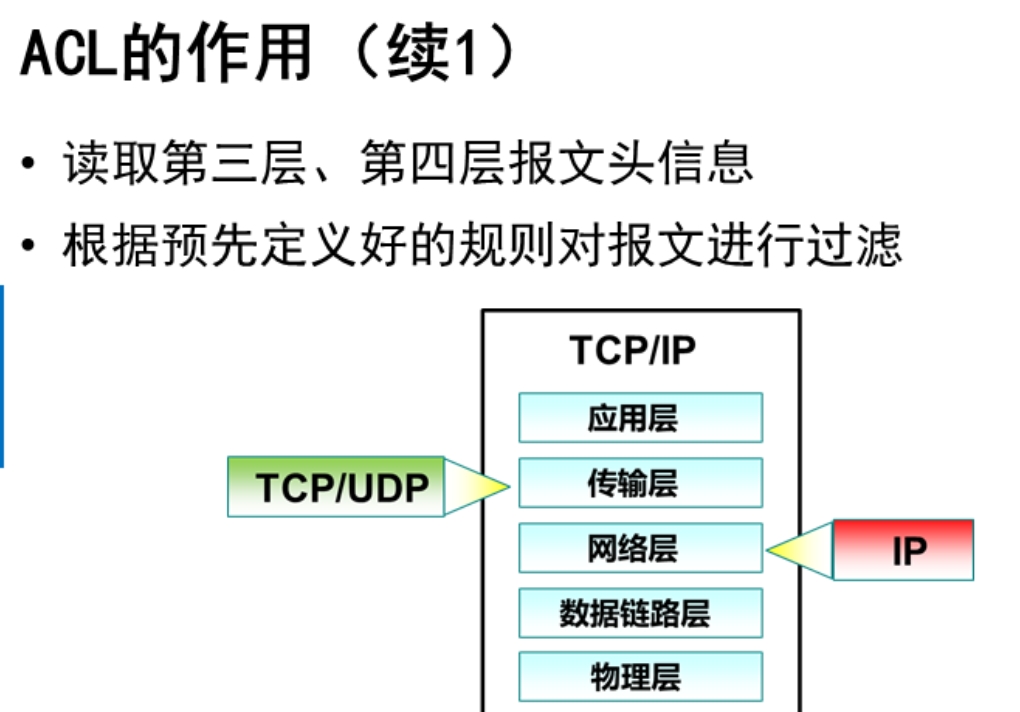 ACL的作用（续1）
• 读取第三层、第四层报文头信息
• 根据预先定义好的规则对报文进行过滤
TCP/IP
应用层
TCP/UDP
传输层
网络层
IP
数据链路层
物理层